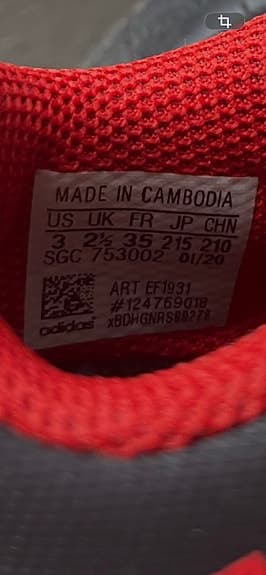 MADE IN CAMBODIA
US UK FR JP CHN
3 2½ 35 215 210
SGC 753002 01/20
ART EF1931
#124769018
adidas